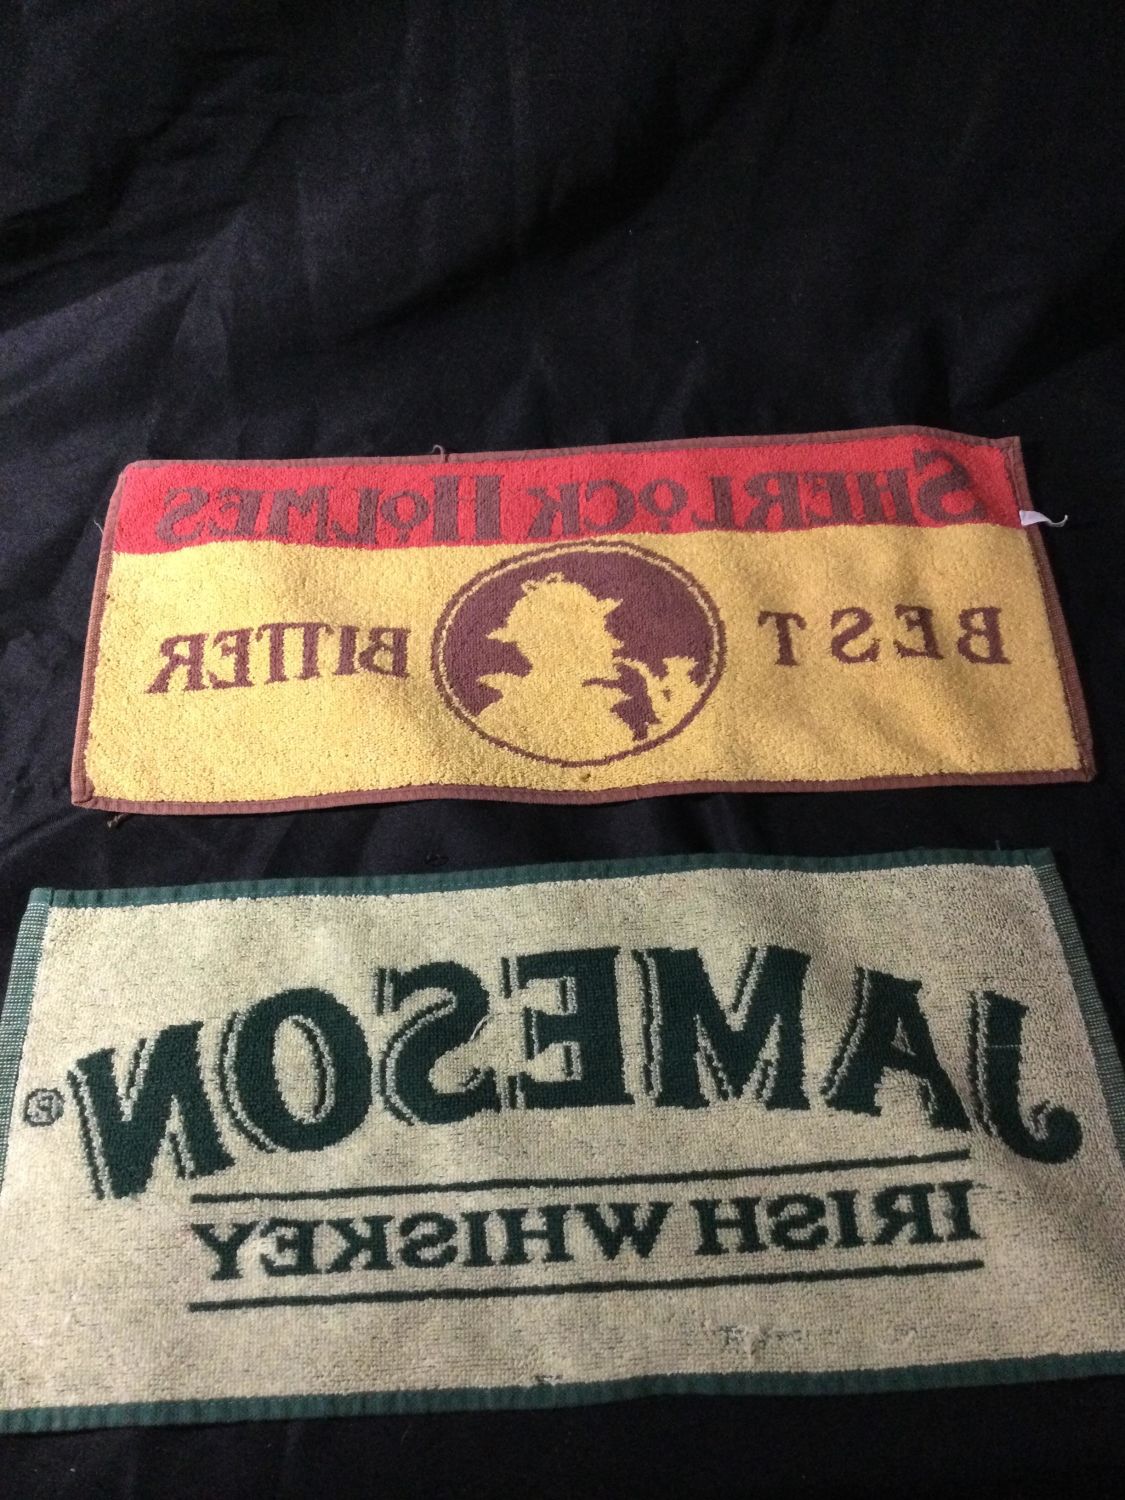 SHERLOCK HOLMES
BEST BITTER
JAMESON®
IRISH WHISKEY